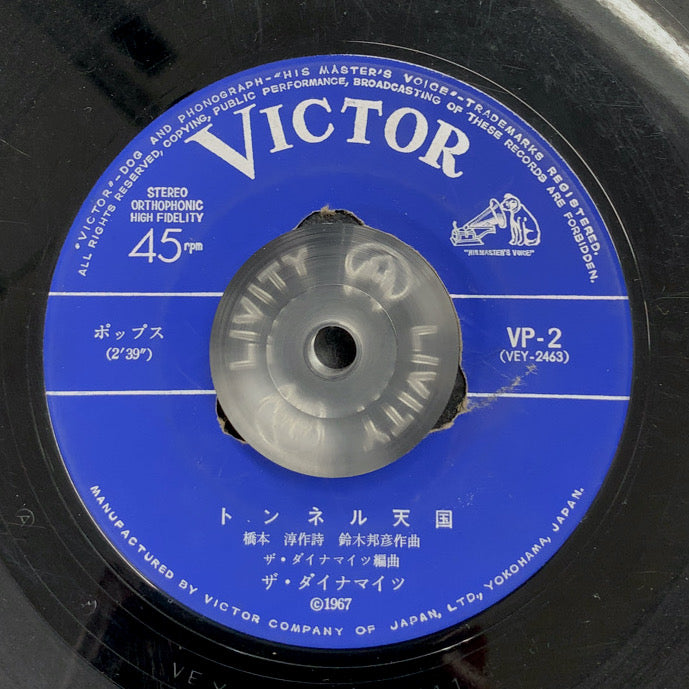 "VICTOR"-DOG AND PHONOGRAPH-"HIS MASTER'S VOICE"-TRADEMARKS REGISTERED.
ALL RIGHTS RESERVED, COPYING, PUBLIC PERFORMANCE, BROADCASTING OF THESE RECORDS ARE FORBIDDEN.
VICTOR
STEREO
ORTHOPHONIC
HIGH FIDELITY
45 rpm
"HIS MASTER'S VOICE"
LIVITY
LIVITY
LIVITY
ポップス
(2'39")
VP-2
(VEY-2463)
トンネル天国
橋本 淳作詩 鈴木邦彦作曲
ザ・ダイナマイツ編曲
ザ・ダイナマイツ
©1967
MANUFACTURED BY VICTOR COMPANY OF JAPAN, LTD., YOKOHAMA, JAPAN.
VEY